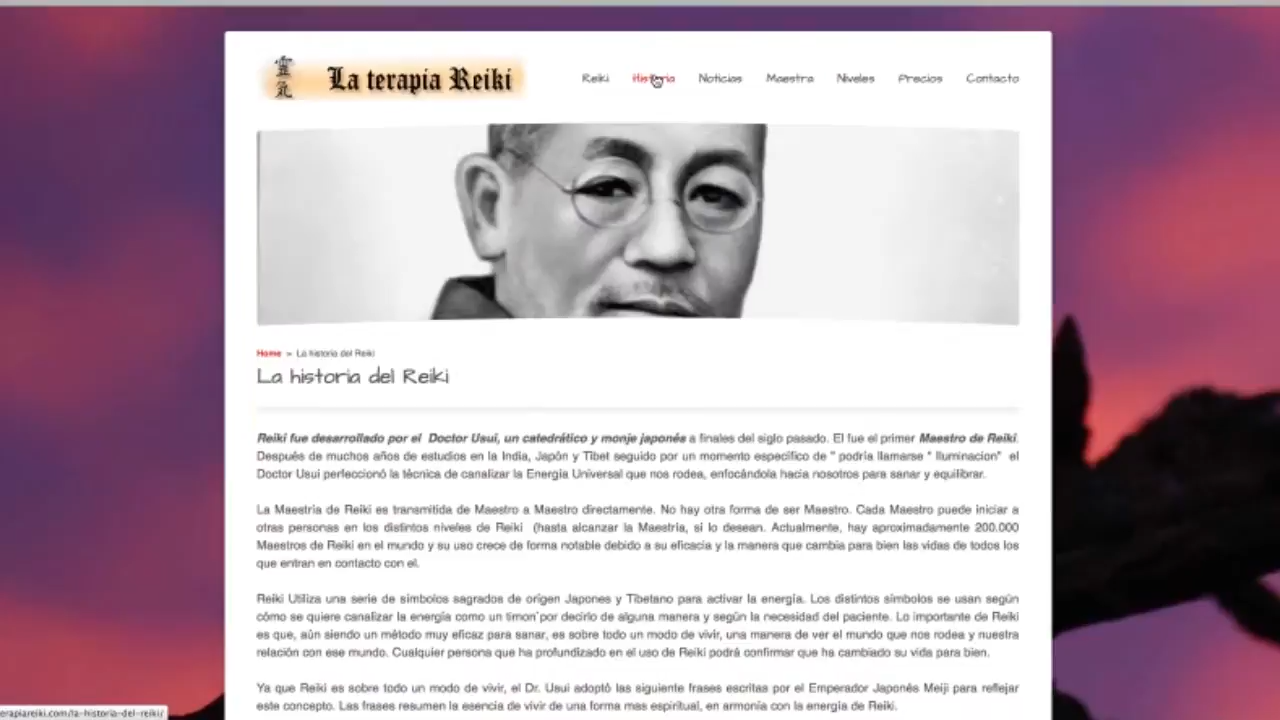 靈
氣
La terapia Reiki
Reiki Historia Noticias Maestra Niveles Precios Contacto
Home » La historia del Reiki
La historia del Reiki
Reiki fue desarrollado por el Doctor Usui, un catedrático y monje japonés a finales del siglo pasado. El fue el primer Maestro de Reiki.
Después de muchos años de estudios en la India, Japón y Tibet seguido por un momento especifico de " podría llamarse " Iluminacion" el
Doctor Usui perfeccionó la técnica de canalizar la Energía Universal que nos rodea, enfocándola hacia nosotros para sanar y equilibrar.
La Maestria de Reiki es transmitida de Maestro a Maestro directamente. No hay otra forma de ser Maestro. Cada Maestro puede iniciar a
otras personas en los distintos niveles de Reiki (hasta alcanzar la Maestria, si lo desean. Actualmente, hay aproximadamente 200.000
Maestros de Reiki en el mundo y su uso crece de forma notable debido a su eficacia y la manera que cambia para bien las vidas de todos los
que entran en contacto con el.
Reiki Utiliza una serie de simbolos sagrados de origen Japones y Tibetano para activar la energía. Los distintos simbolos se usan según
cómo se quiere canalizar la energía como un timon por decirlo de alguna manera y según la necesidad del paciente. Lo importante de Reiki
es que, aún siendo un método muy eficaz para sanar, es sobre todo un modo de vivir, una manera de ver el mundo que nos rodea y nuestra
relación con ese mundo. Cualquier persona que ha profundizado en el uso de Reiki podrá confirmar que ha cambiado su vida para bien.
Ya que Reiki es sobre todo un modo de vivir, el Dr. Usui adoptó las siguiente frases escritas por el Emperador Japonés Meiji para reflejar
este concepto. Las frases resumen la esencia de vivir de una forma mas espiritual, en armonía con la energía de Reiki.
erapiareiki.com/la-historia-del-reiki/